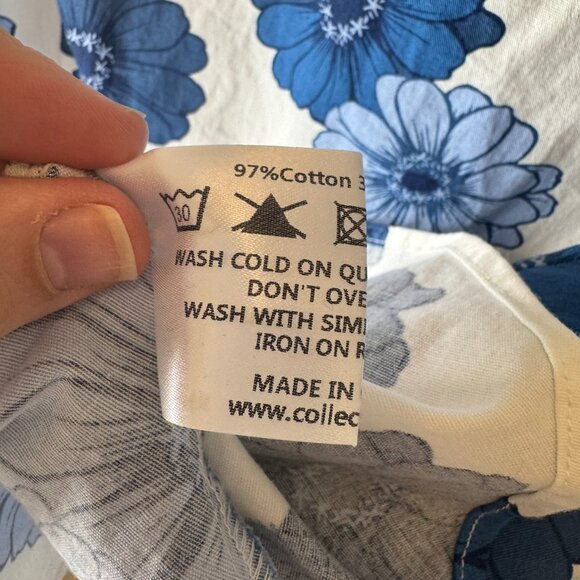 97%Cotton 3
30
WASH COLD ON QU
DON'T OVE
WASH WITH SIMI
IRON ON R
MADE IN
www.collec